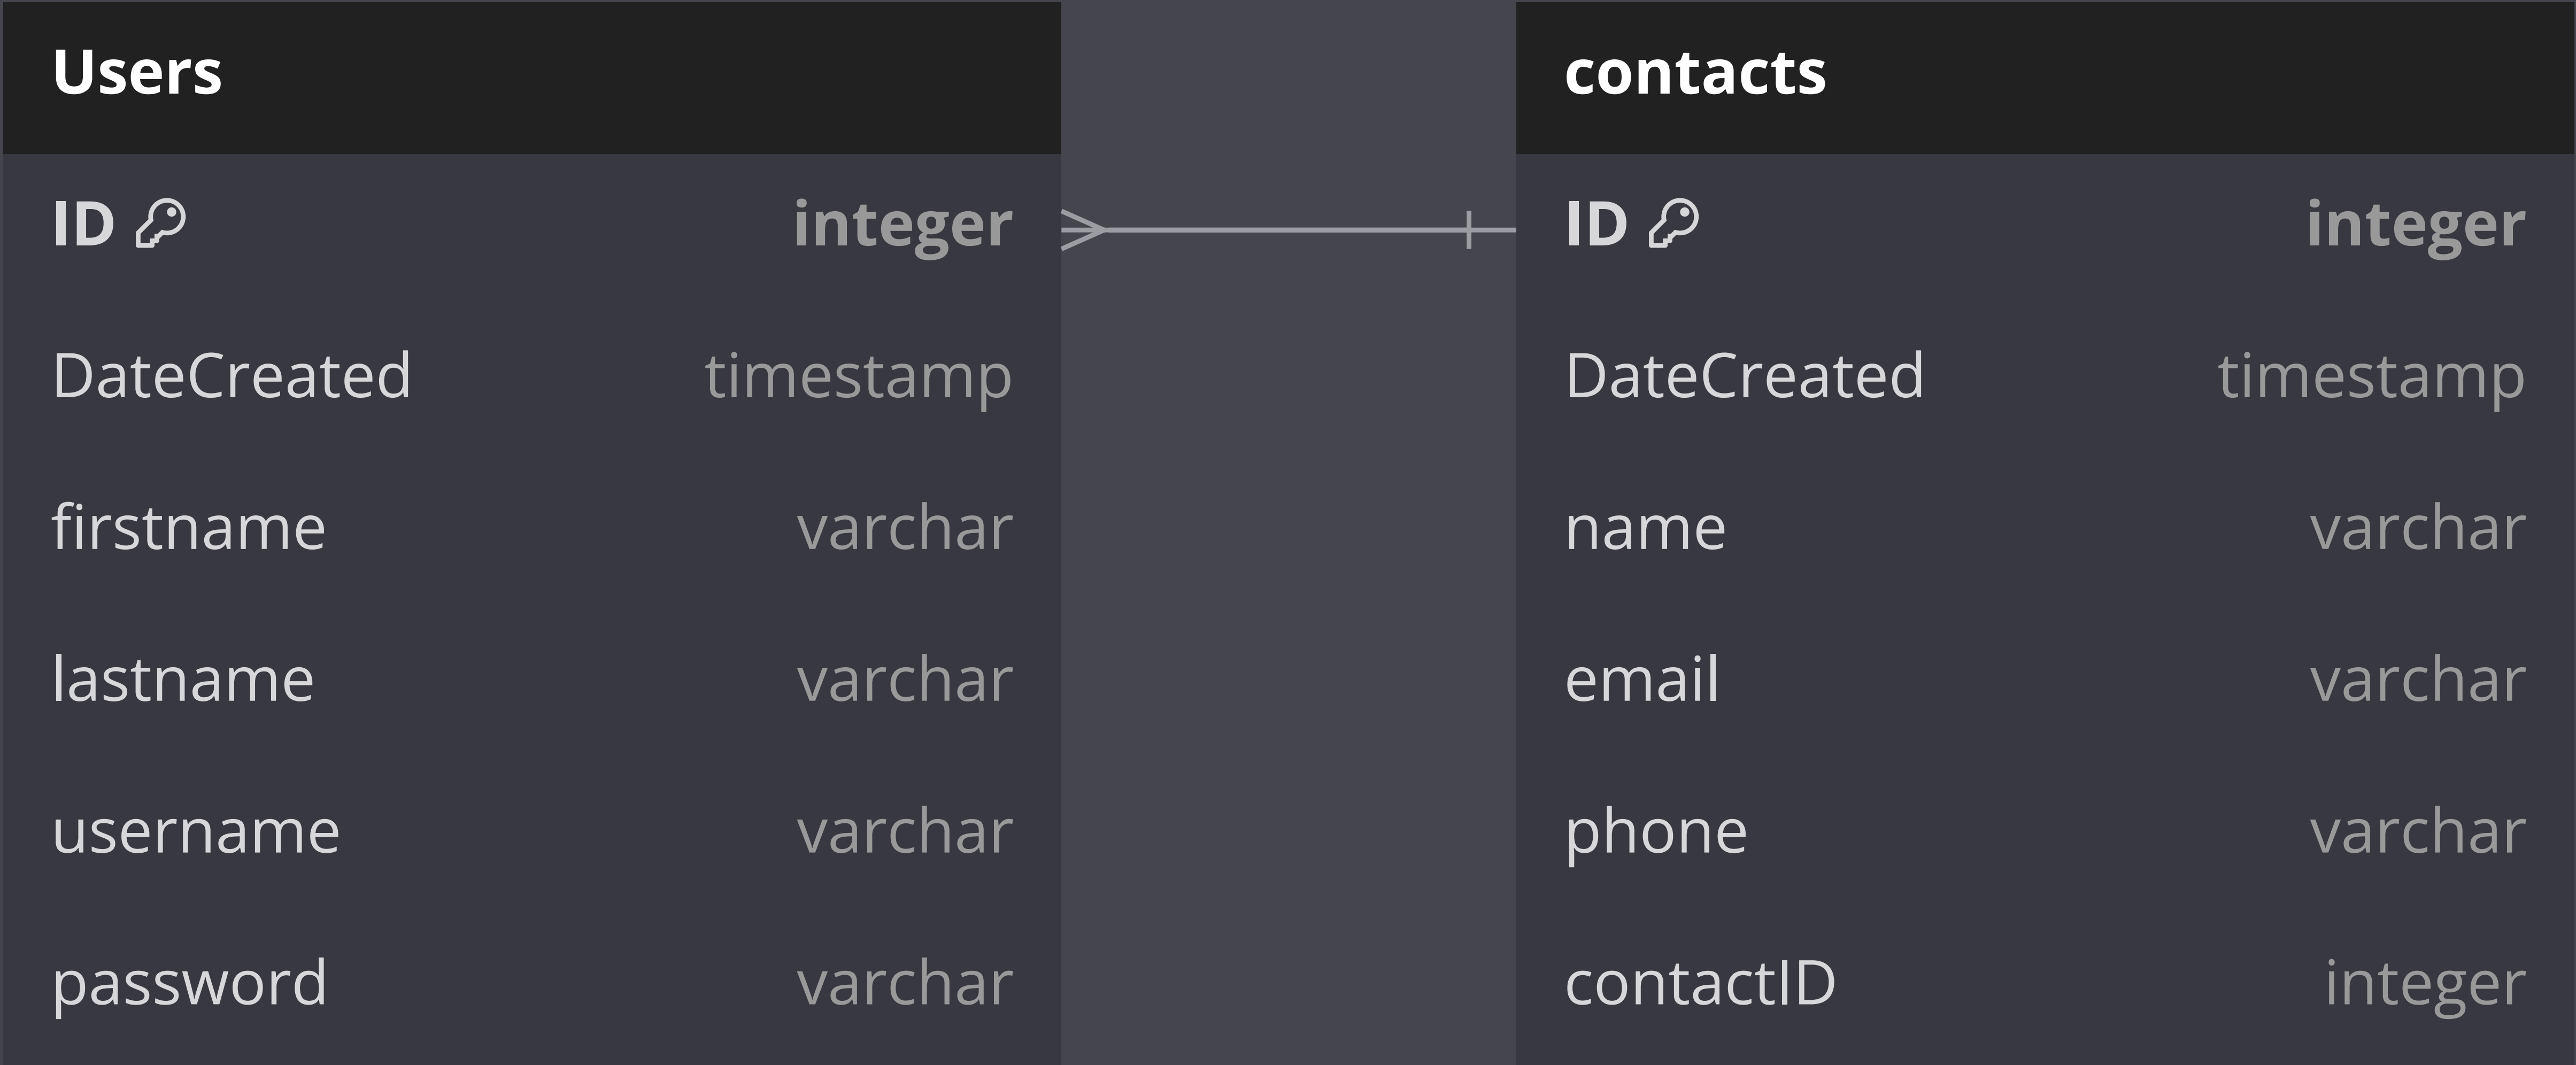 Users
ID integer
DateCreated timestamp
firstname varchar
lastname varchar
username varchar
password varchar
contacts
ID integer
DateCreated timestamp
name varchar
email varchar
phone varchar
contactID integer